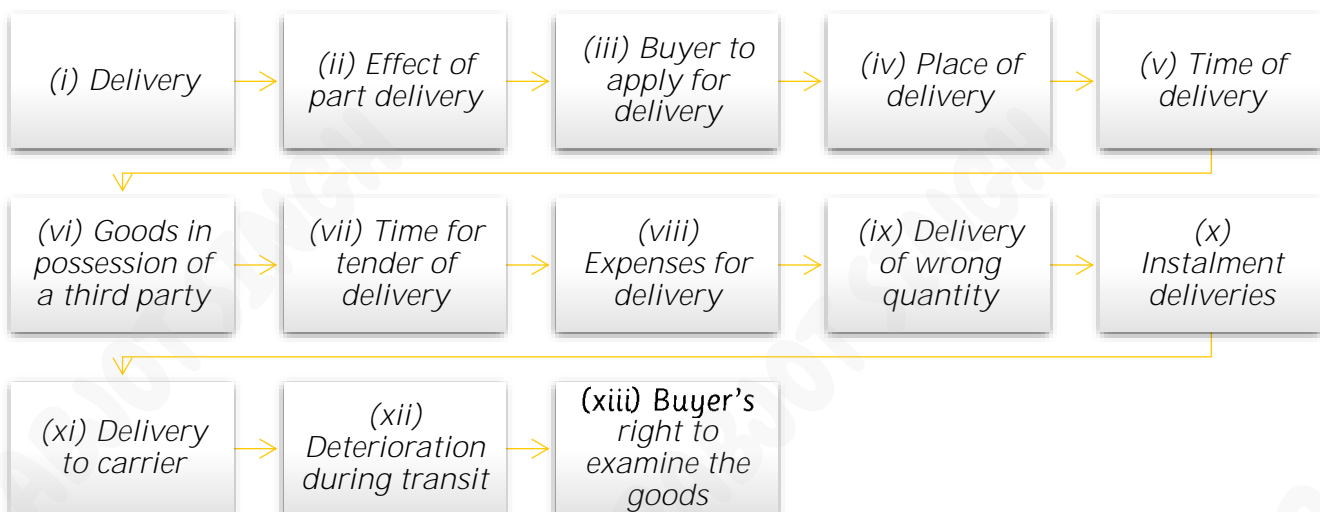 (i) Delivery
(ii) Effect of
part delivery
(iii) Buyer to
apply for
delivery
(iv) Place of
delivery
(v) Time of
delivery
(vi) Goods in
possession of
a third party
(vii) Time for
tender of
delivery
(viii)
Expenses for
delivery
(ix) Delivery
of wrong
quantity
(x)
Instalment
deliveries
(xi) Delivery
to carrier
(xii)
Deterioration
during transit
(xiii) Buyer's
right to
examine the
goods